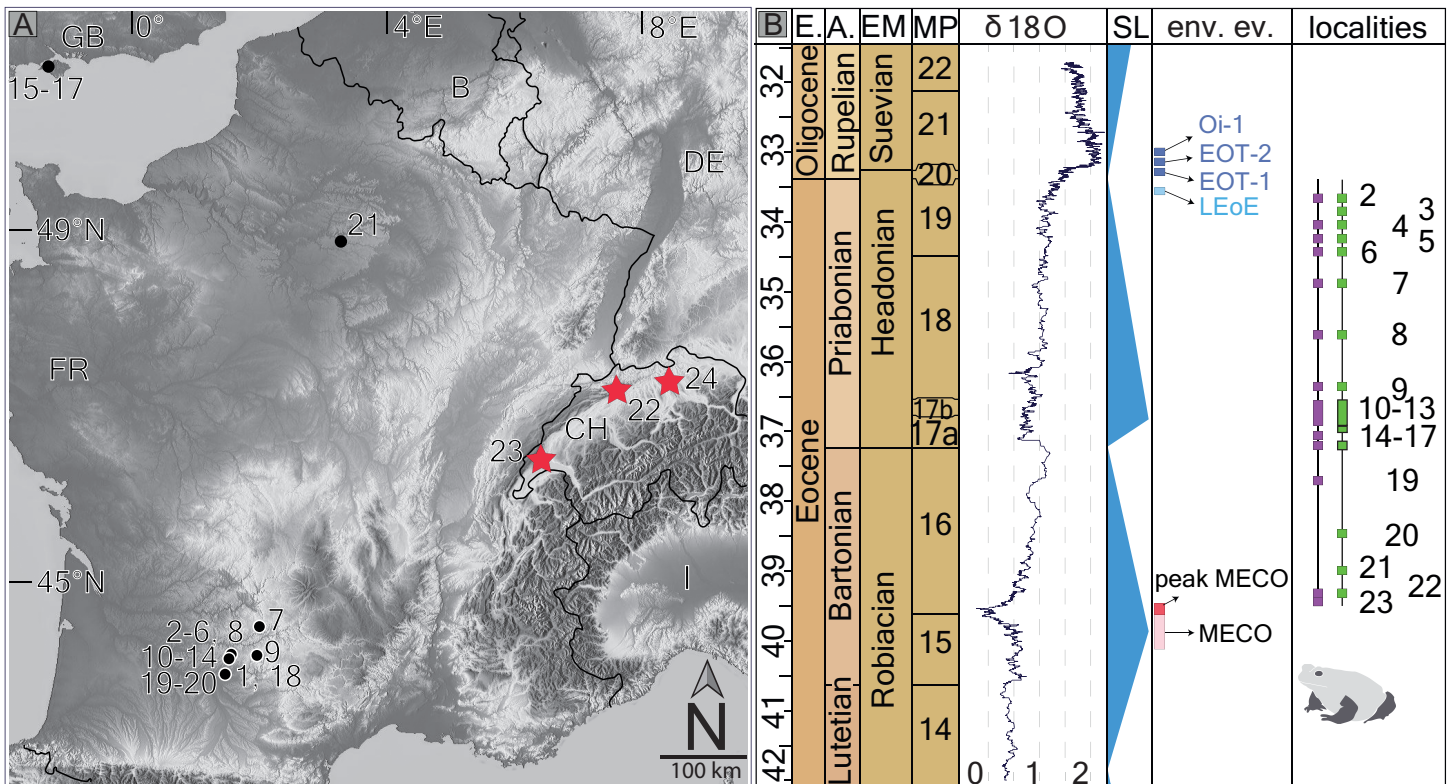 A
GB
0°
4°E
8°E
15-17
B
DE
49°N
21
FR
24
22
CH
23
45°N
I
7
2-6, 8
10-14
9
19-20
1, 18
N
100 km
B
E. A. EM MP δ18O SL env. ev. localities
32
33
34
35
36
37
38
39
40
41
42
Oligocene
Eocene
Rupelian
Priabonian
Bartonian
Lutetian
Suevian
Headonian
Robiacian
22
21
20
19
18
17b
17a
16
15
14
0 1 2
Oi-1
EOT-2
EOT-1
LEoE
peak MECO
MECO
2
3
4
5
6
7
8
9
10-13
14-17
19
20
21
22
23